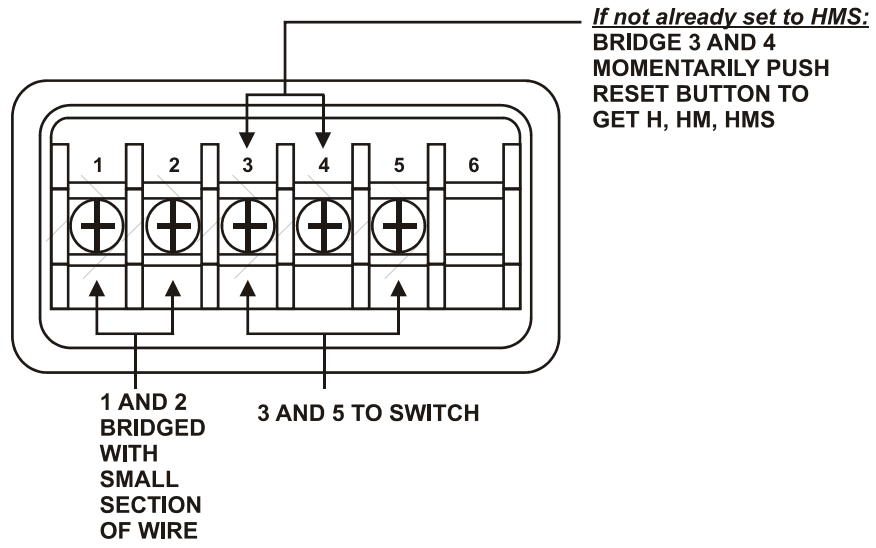 If not already set to HMS:
BRIDGE 3 AND 4
MOMENTARILY PUSH
RESET BUTTON TO
GET H, HM, HMS
1 2 3 4 5 6
1 AND 2
BRIDGED
WITH
SMALL
SECTION
OF WIRE
3 AND 5 TO SWITCH